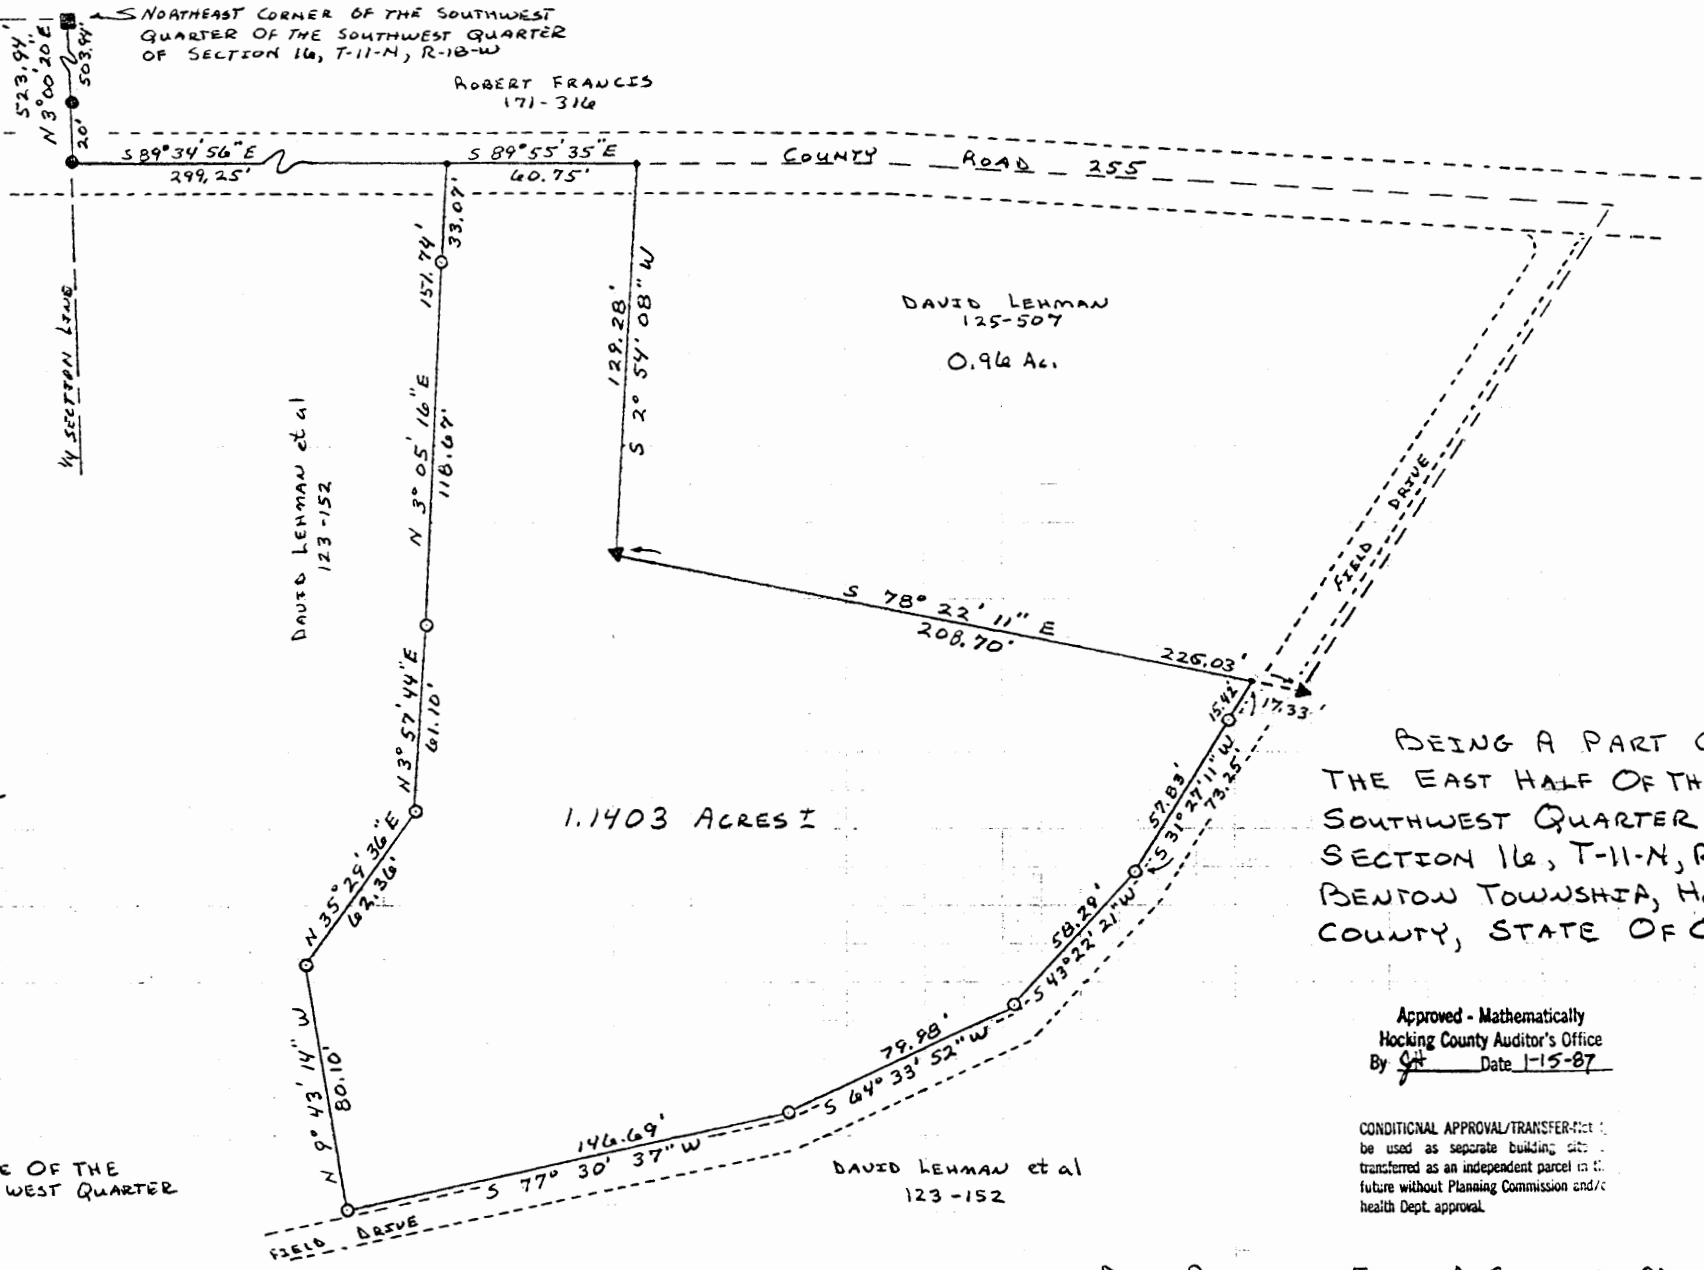 NORTHEAST CORNER OF THE SOUTHWEST
QUARTER OF THE SOUTHWEST QUARTER
OF SECTION 16, T-11-N, R-18-W
523.94'
N 3° 00' 20" E
503.94'
20'
ROBERT FRANCIS
171-316
S 89° 34' 56" E
299.25'
S 89° 55' 35" E
60.75'
COUNTY ROAD 255
1/4 SECTION LINE
151.74'
33.07'
N 3° 05' 16" E
118.67'
129.28'
S 2° 54' 08" W
DAVID LEHMAN
125-507
0.96 Ac.
DAVID LEHMAN et al
123-152
FIELD DRIVE
S 78° 22' 11" E
208.70'
226.03'
17.33'
15.42'
N 3° 57' 44" E
61.10'
57.83'
S 31° 27' 11" W
73.25'
1.1403 ACRES ±
BEING A PART
THE EAST HALF OF TH
SOUTHWEST QUARTER
SECTION 16, T-11-N, R
BENTON TOWNSHIP, H
COUNTY, STATE OF O
N 35° 29' 36" E
62.36'
58.29'
S 43° 22' 21" W
79.98'
S 64° 33' 52" W
N 9° 43' 14" W
80.10'
146.69'
S 77° 30' 37" W
Approved - Mathematically
Hocking County Auditor's Office
By Date 1-15-87
CONDITIONAL APPROVAL/TRANSFER-Not
be used as separate building site
transferred as an independent parcel in
future without Planning Commission and/
health Dept. approval.
E OF THE
WEST QUARTER
DAVID LEHMAN et al
123-152
FIELD DRIVE